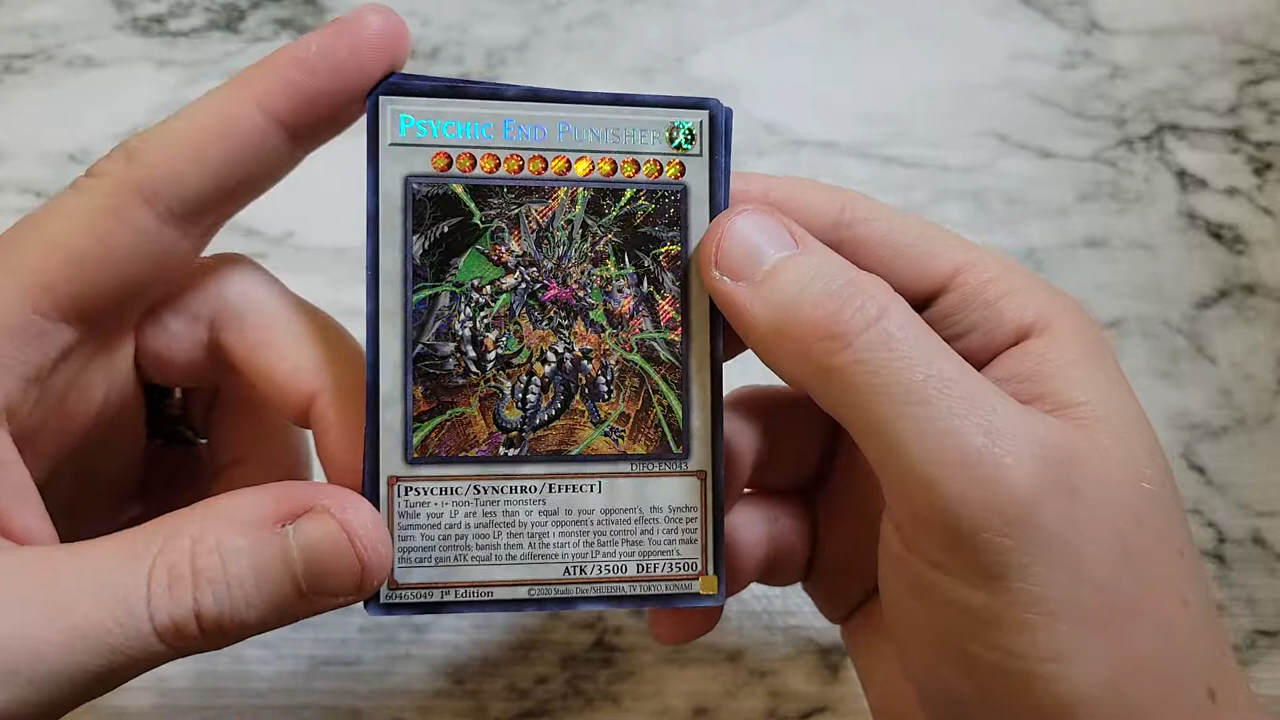 PSYCHIC END PUNISHER
DIFO-EN043
[PSYCHIC/SYNCHRO/EFFECT]
1 Tuner + 1+ non-Tuner monsters
While your LP are less than or equal to your opponent's, this Synchro
Summoned card is unaffected by your opponent's activated effects. Once per
turn: You can pay 1000 LP, then target 1 monster you control and 1 card your
opponent controls; banish them. At the start of the Battle Phase: You can make
this card gain ATK equal to the difference in your LP and your opponent's.
ATK/3500 DEF/3500
60465049 1st Edition ©2020 Studio Dice/SHUEISHA, TV TOKYO, KONAMI